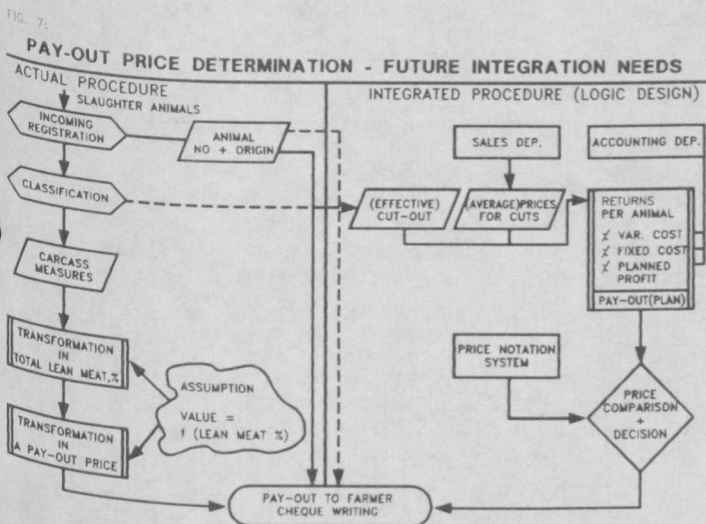 FIG. 7:
PAY-OUT PRICE DETERMINATION - FUTURE INTEGRATION NEEDS
ACTUAL PROCEDURE
SLAUGHTER ANIMALS
INCOMING
REGISTRATION
ANIMAL
NO + ORIGIN
CLASSIFICATION
CARCASS
MEASURES
TRANSFORMATION
IN
TOTAL LEAN MEAT,%
TRANSFORMATION
IN
A PAY-OUT PRICE
ASSUMPTION
VALUE =
f (LEAN MEAT %)
INTEGRATED PROCEDURE (LOGIC DESIGN)
SALES DEP.
ACCOUNTING DEP.
(EFFECTIVE)
CUT-OUT
(AVERAGE)PRICES
FOR CUTS
RETURNS
PER ANIMAL
⁒ VAR. COST
⁒ FIXED COST
⁒ PLANNED
PROFIT
PAY-OUT(PLAN)
PRICE NOTATION
SYSTEM
PRICE
COMPARISON
+
DECISION
PAY-OUT TO FARMER
CHEQUE WRITING